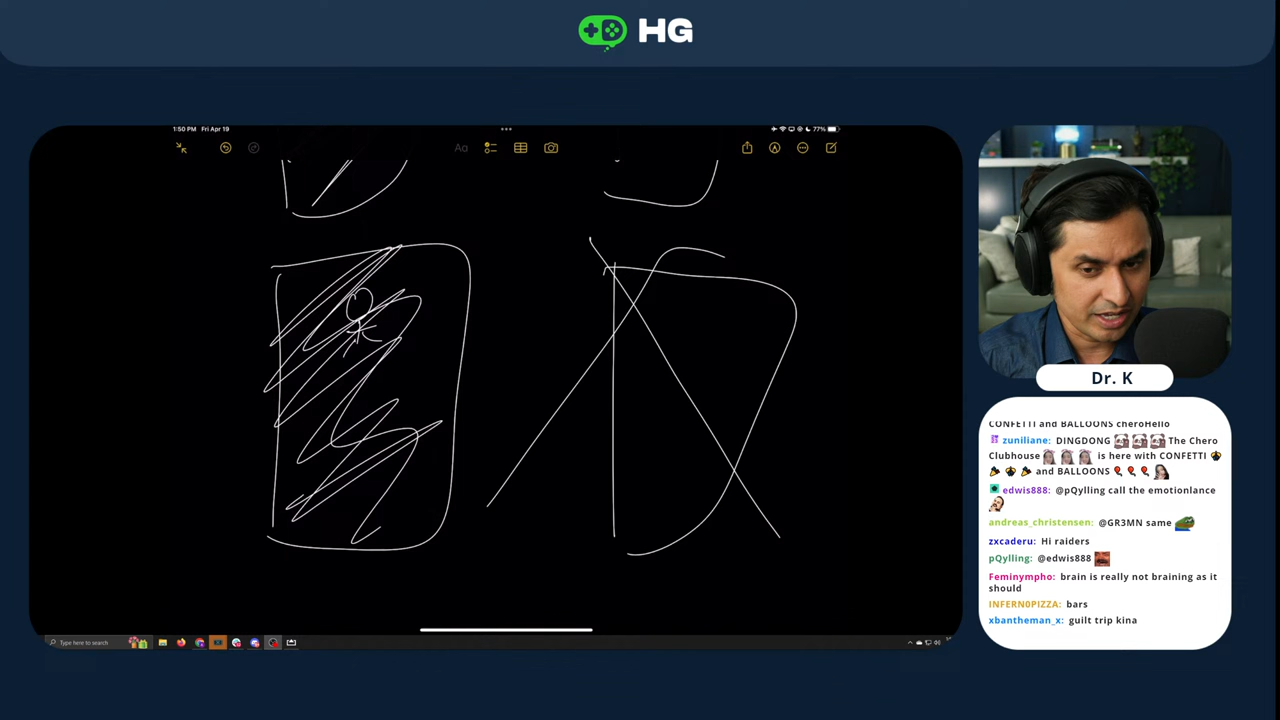 HG
1:50 PM Fri Apr 19
77%
Aa
Type here to search
Dr. K
CONFETTI and BALLOONS cheroHello
zuniliane: DINGDONG The Chero
Clubhouse is here with CONFETTI
and BALLOONS
edwis888: @pQylling call the emotionlance
andreas_christensen: @GR3MN same
zxcaderu: Hi raiders
pQylling: @edwis888
Feminympho: brain is really not braining as it
should
INFERN0PIZZA: bars
xbantheman_x: guilt trip kina